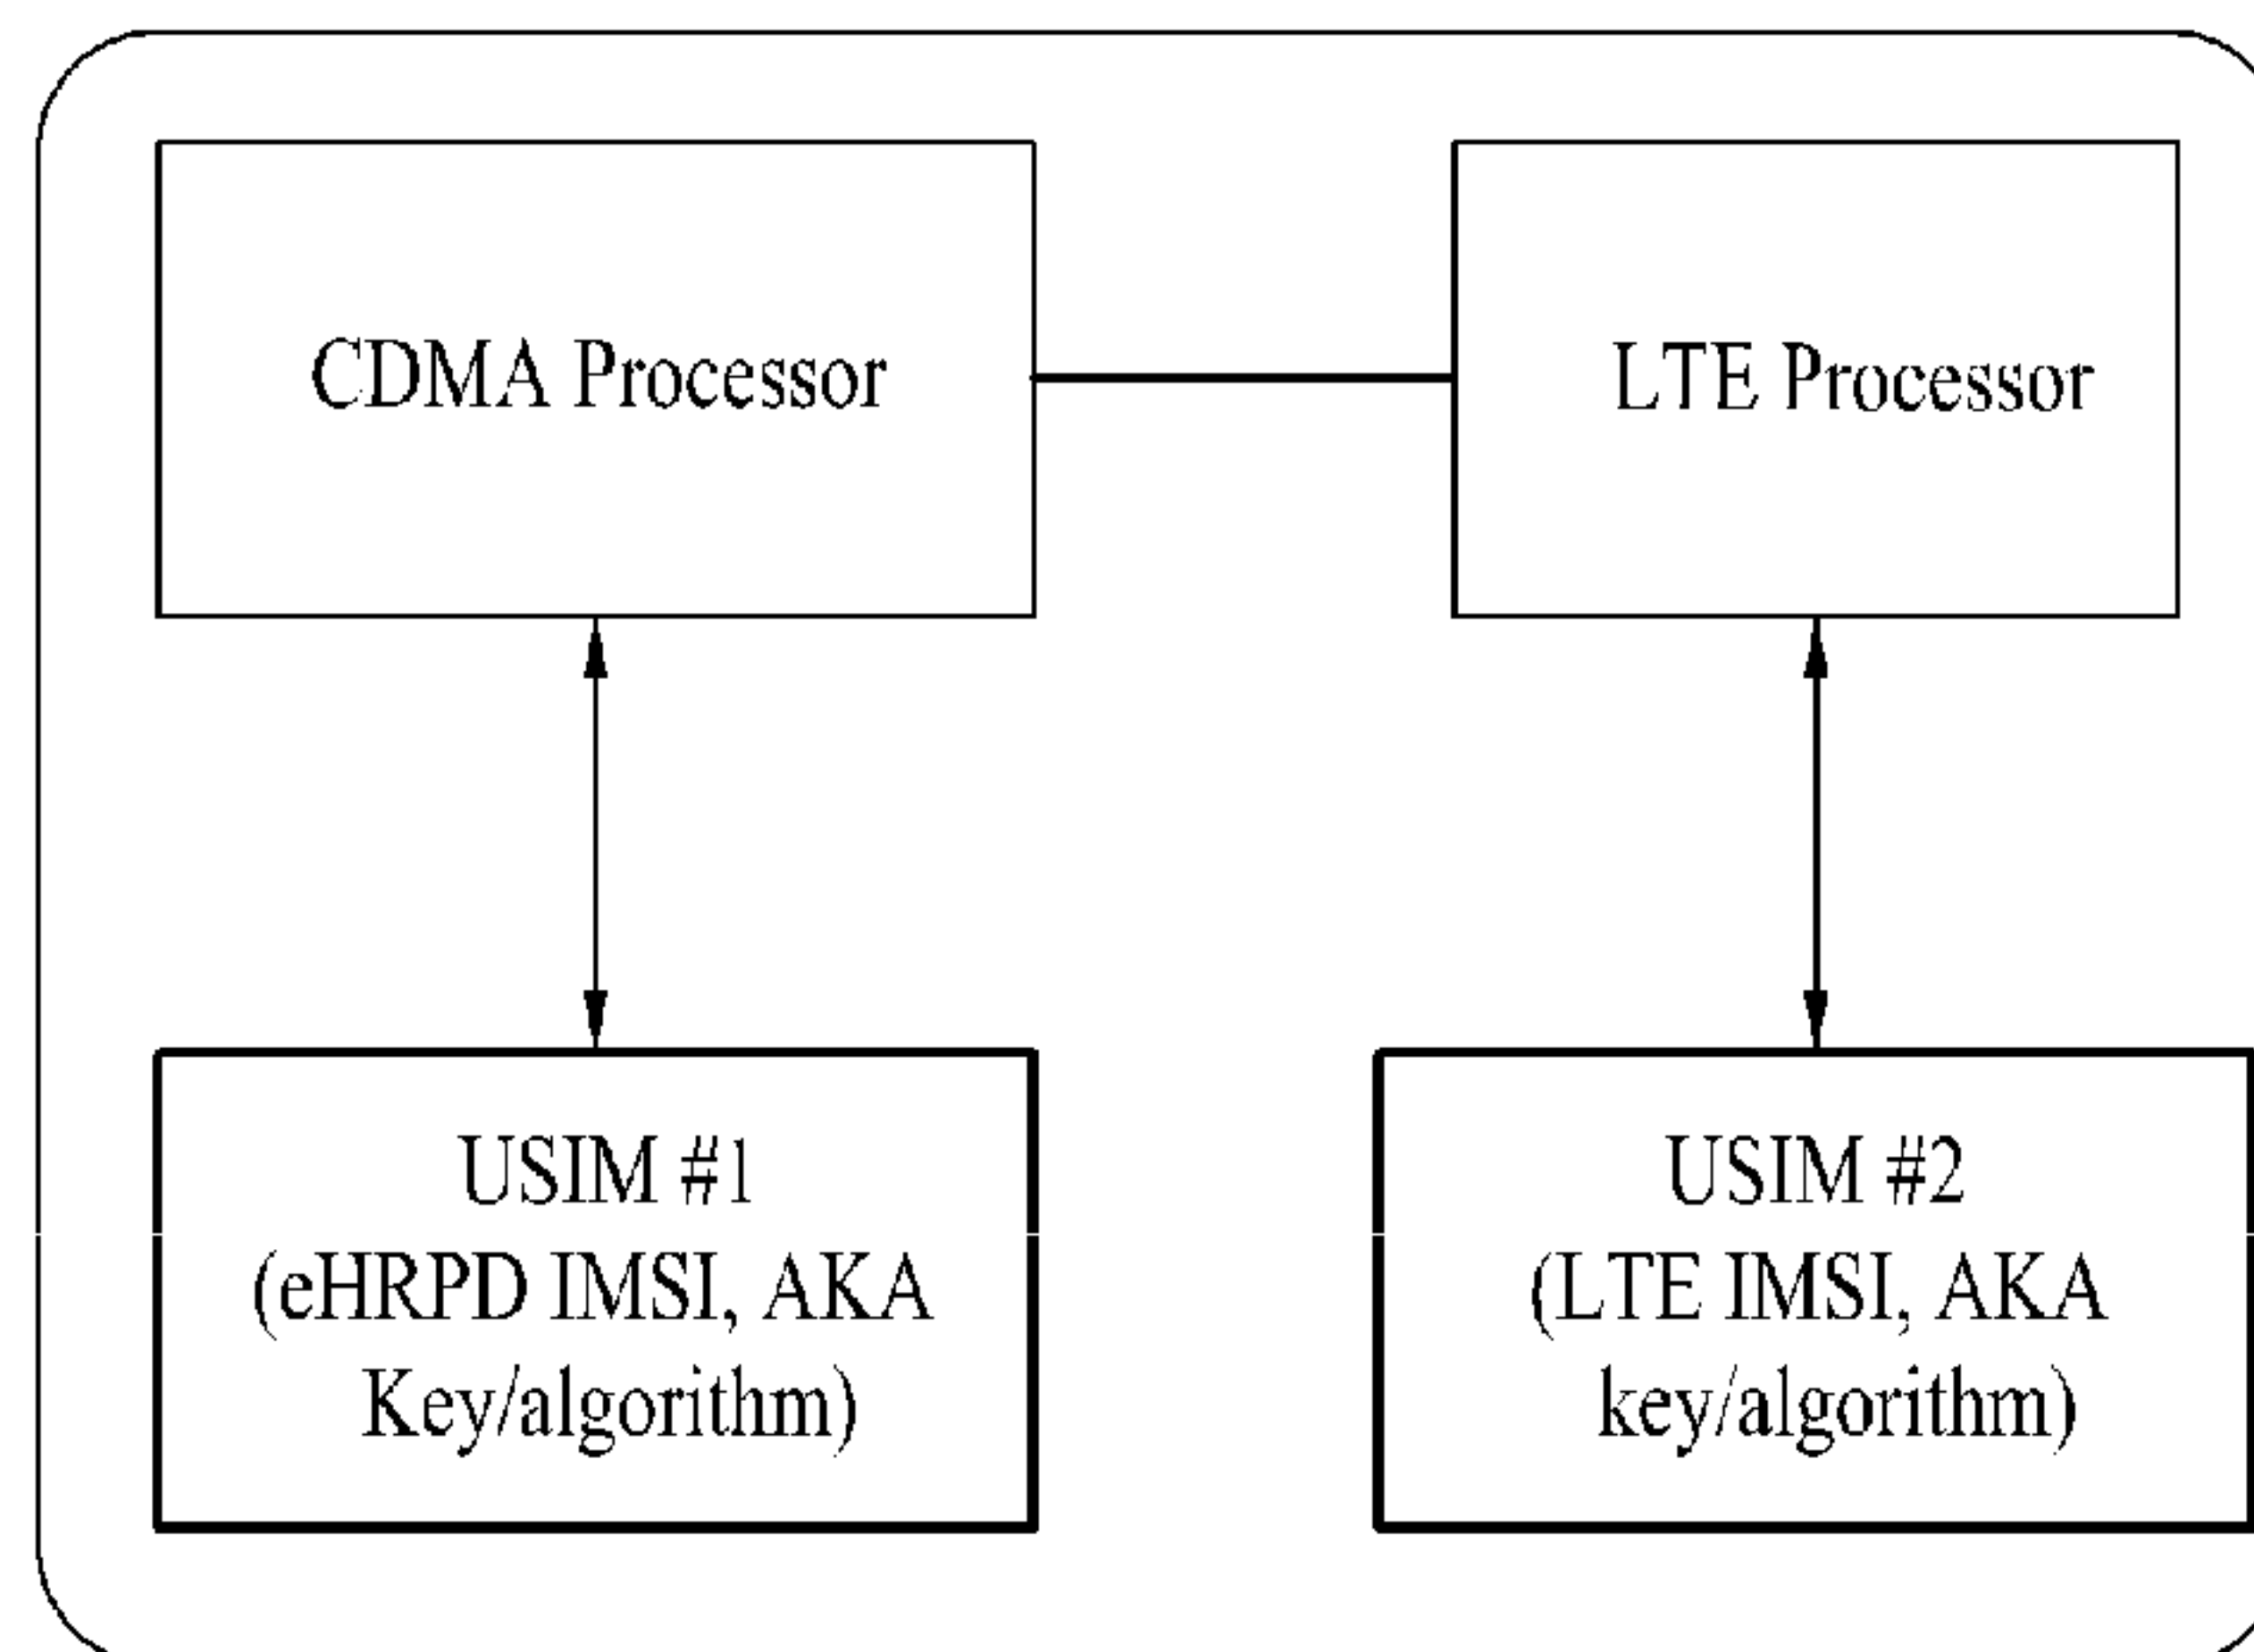 CDMA Processor
LTE Processor
USIM #1
(eHRPD IMSI, AKA
Key/algorithm)
USIM #2
(LTE IMSI, AKA
key/algorithm)